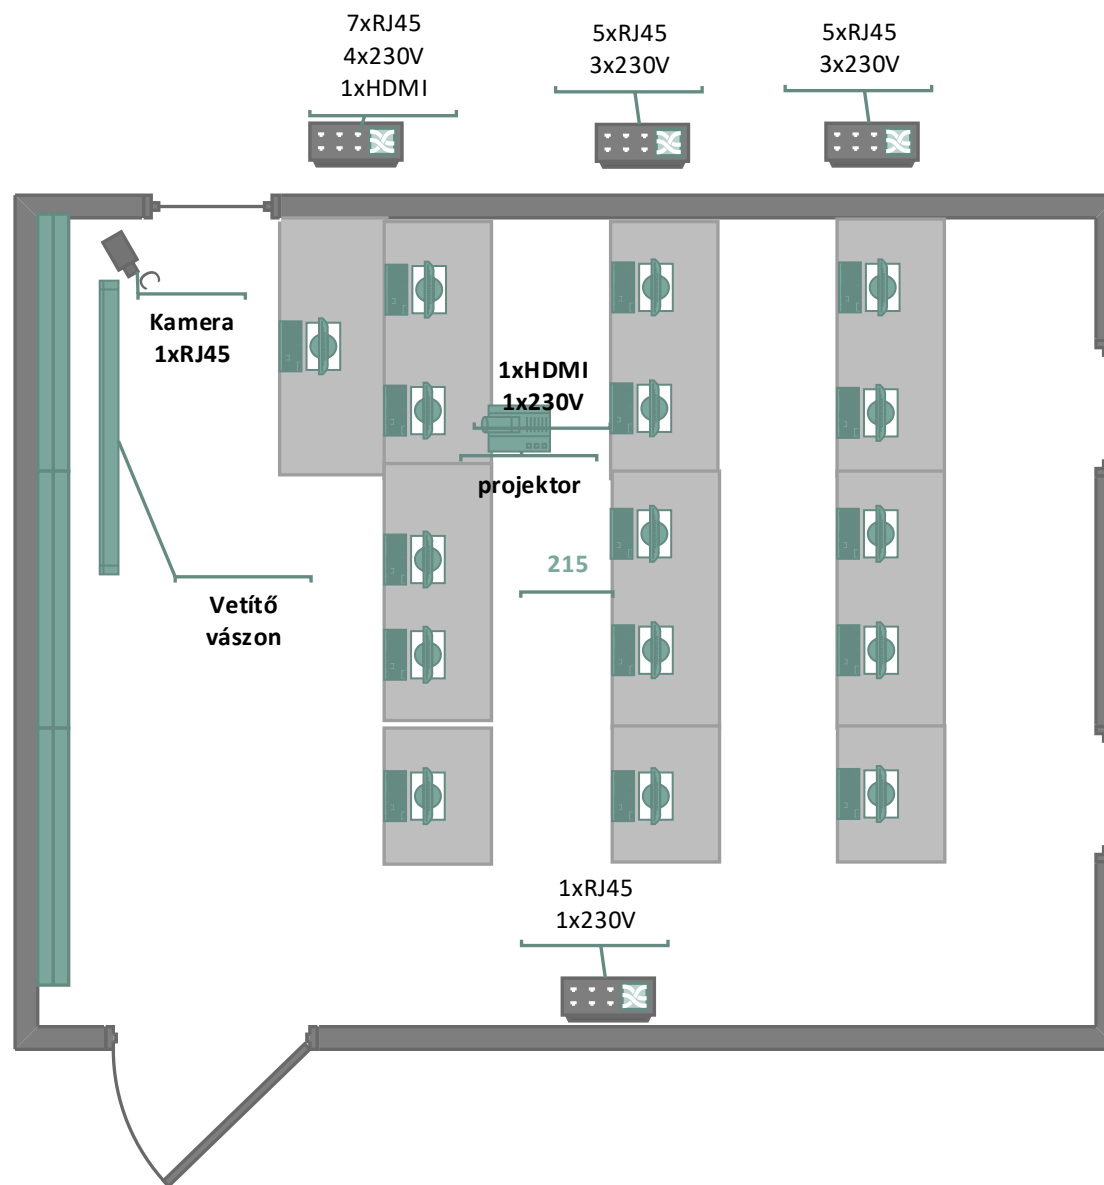 7xRJ45
4x230V
1xHDMI
5xRJ45
3x230V
5xRJ45
3x230V
Kamera
1xRJ45
1xHDMI
1x230V
projektor
215
Vetítő
vászon
1xRJ45
1x230V